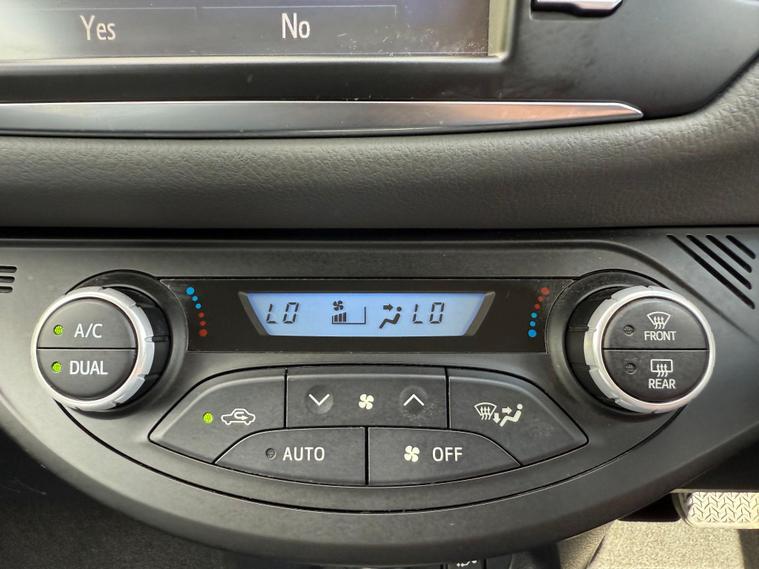 Yes No
LO LO
A/C
DUAL
FRONT
REAR
AUTO
OFF